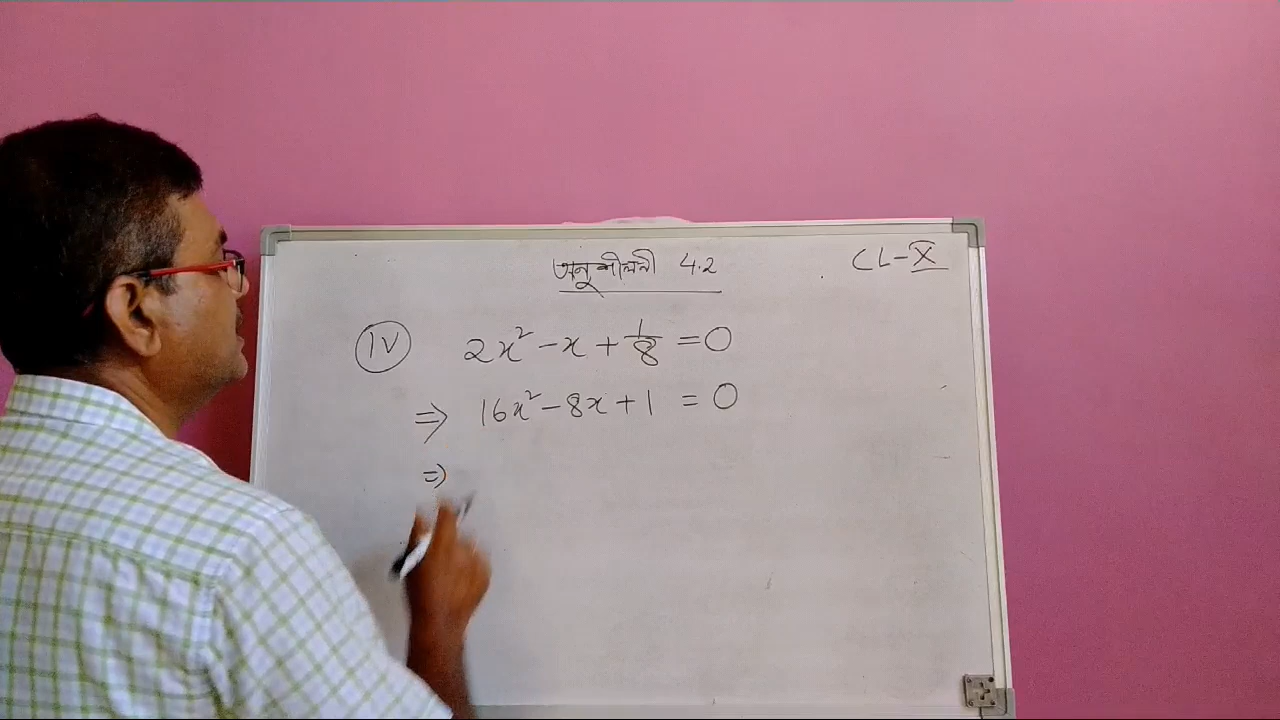 অনুশীলনী 4.2
CL-X
(IV) 2x² - x + 1/8 = 0
⇒ 16x² - 8x + 1 = 0
⇒